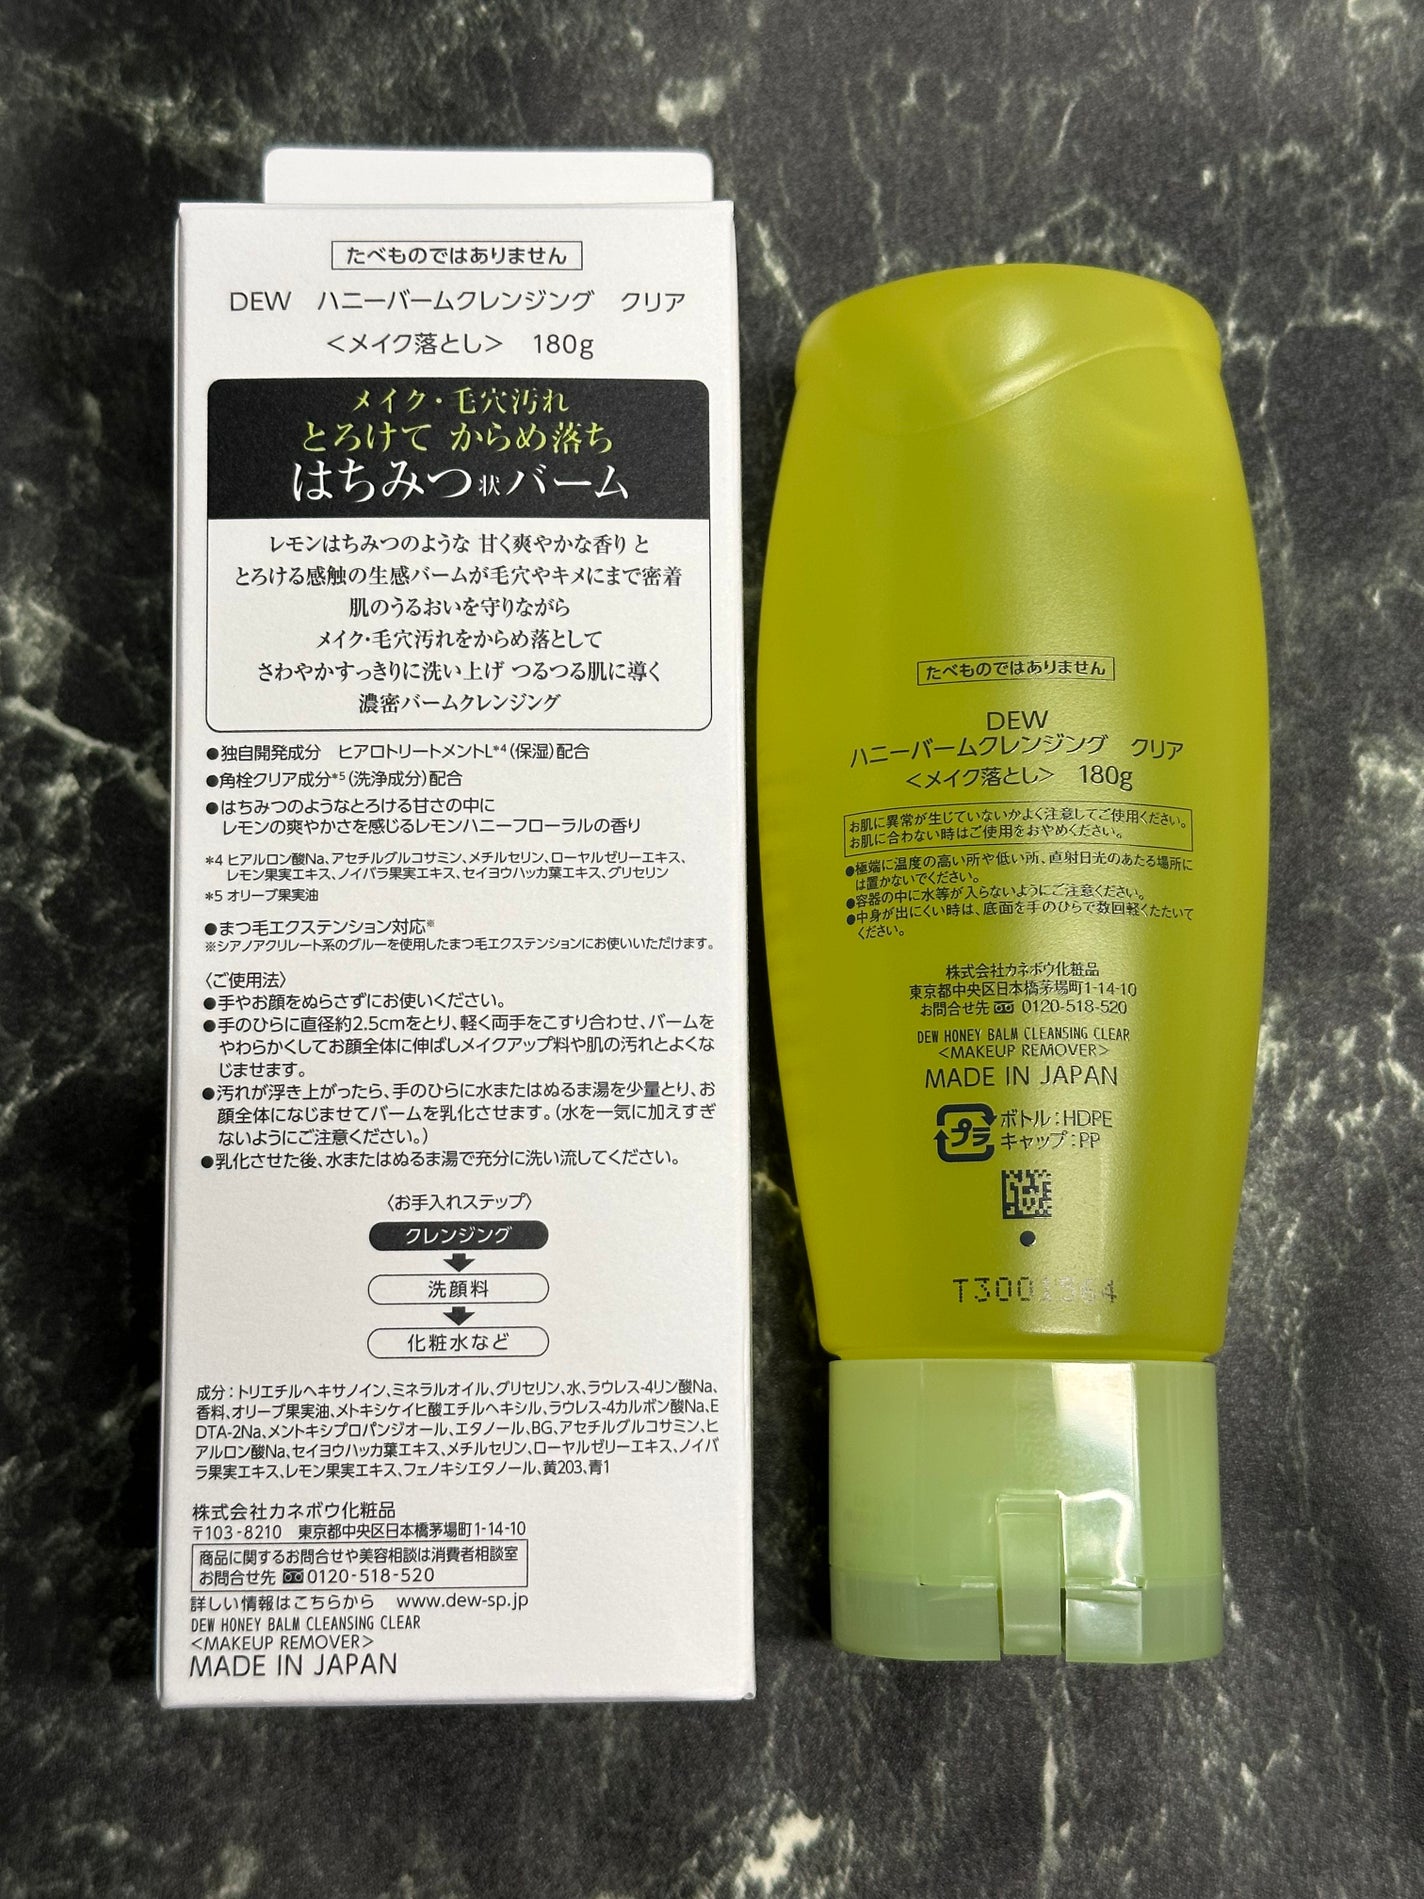 たべものではありません
DEW ハニーバームクレンジング クリア
<メイク落とし> 180g
メイク・毛穴汚れ
とろけて からめ落ち
はちみつ状バーム
レモンはちみつのような 甘く爽やかな香り と
とろける感触の生感バームが毛穴やキメにまで密着
肌のうるおいを守りながら
メイク・毛穴汚れをからめ落として
さわやかすっきりに洗い上げ つるつる肌に導く
濃密バームクレンジング
●独自開発成分 ヒアロトリートメントL*4(保湿)配合
●角栓クリア成分*5(洗浄成分)配合
●はちみつのようなとろける甘さの中に
レモンの爽やかさを感じるレモンハニーフローラルの香り
*4 ヒアルロン酸Na、アセチルグルコサミン、メチルセリン、ローヤルゼリーエキス、
レモン果実エキス、ノイバラ果実エキス、セイヨウハッカ葉エキス、グリセリン
*5 オリーブ果実油
●まつ毛エクステンション対応※
※シアノアクリレート系のグルーを使用したまつ毛エクステンションにお使いいただけます。
〈ご使用法〉
●手やお顔をぬらさずにお使いください。
●手のひらに直径約2.5cmをとり、軽く両手をこすり合わせ、バームを
やわらかくしてお顔全体に伸ばしメイクアップ料や肌の汚れとよくな
じませます。
●汚れが浮き上がったら、手のひらに水またはぬるま湯を少量とり、お
顔全体になじませてバームを乳化させます。(水を一気に加えすぎ
ないようにご注意ください。)
●乳化させた後、水またはぬるま湯で充分に洗い流してください。
〈お手入れステップ〉
クレンジング
洗顔料
化粧水など
成分:トリエチルヘキサノイン、ミネラルオイル、グリセリン、水、ラウレス-4リン酸Na、
香料、オリーブ果実油、メトキシケイヒ酸エチルヘキシル、ラウレス-4カルボン酸Na、E
DTA-2Na、メントキシプロパンジオール、エタノール、BG、アセチルグルコサミン、ヒ
アルロン酸Na、セイヨウハッカ葉エキス、メチルセリン、ローヤルゼリーエキス、ノイバ
ラ果実エキス、レモン果実エキス、フェノキシエタノール、黄203、青1
株式会社カネボウ化粧品
〒103-8210 東京都中央区日本橋茅場町1-14-10
商品に関するお問合せや美容相談は消費者相談室
お問合せ先 0120-518-520
詳しい情報はこちらから www.dew-sp.jp
DEW HONEY BALM CLEANSING CLEAR
<MAKEUP REMOVER>
MADE IN JAPAN
たべものではありません
DEW
ハニーバームクレンジング クリア
<メイク落とし> 180g
お肌に異常が生じていないかよく注意してご使用ください。
お肌に合わない時はご使用をおやめください。
●極端に温度の高い所や低い所、直射日光のあたる場所に
は置かないでください。
●容器の中に水等が入らないようにご注意ください。
●中身が出にくい時は、底面を手のひらで数回軽くたたいて
ください。
株式会社カネボウ化粧品
東京都中央区日本橋茅場町1-14-10
お問合せ先 0120-518-520
DEW HONEY BALM CLEANSING CLEAR
<MAKEUP REMOVER>
MADE IN JAPAN
プラ ボトル:HDPE
キャップ:PP